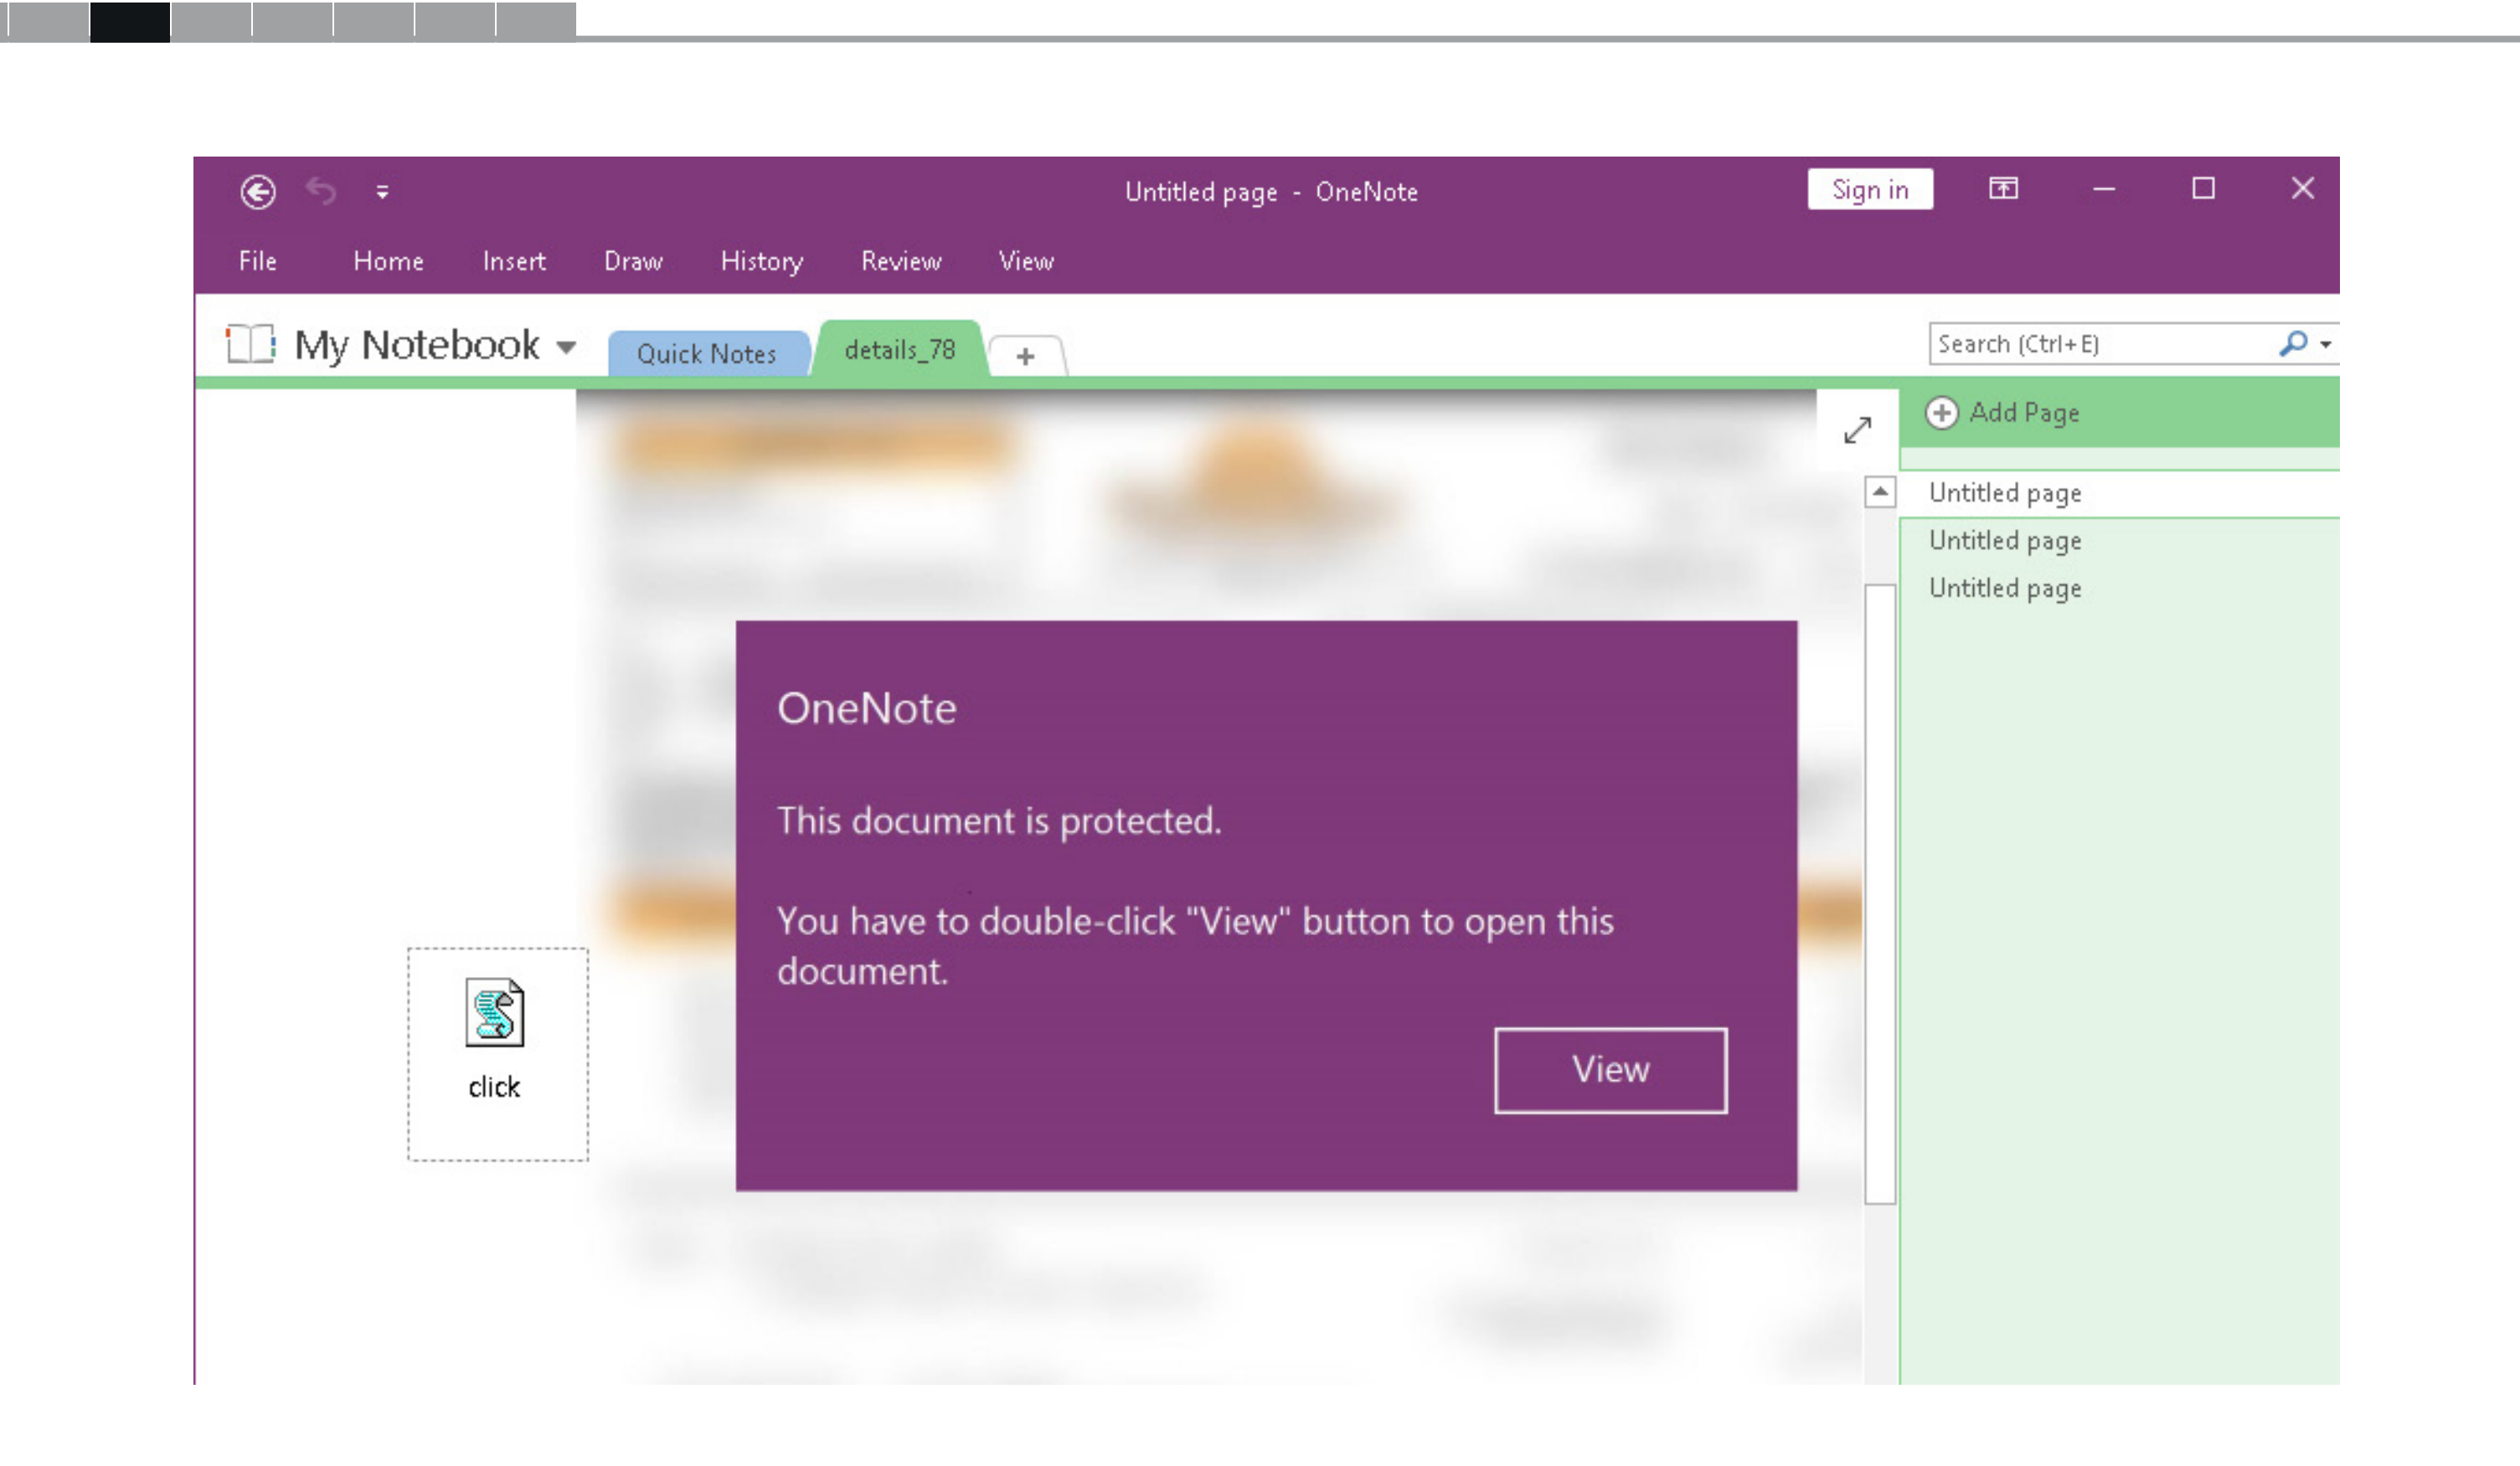 Untitled page - OneNote
Sign in
File Home Insert Draw History Review View
My Notebook
Quick Notes
details_78
Search (Ctrl+E)
Add Page
Untitled page
Untitled page
Untitled page
OneNote
This document is protected.
You have to double-click "View" button to open this
document.
View
click